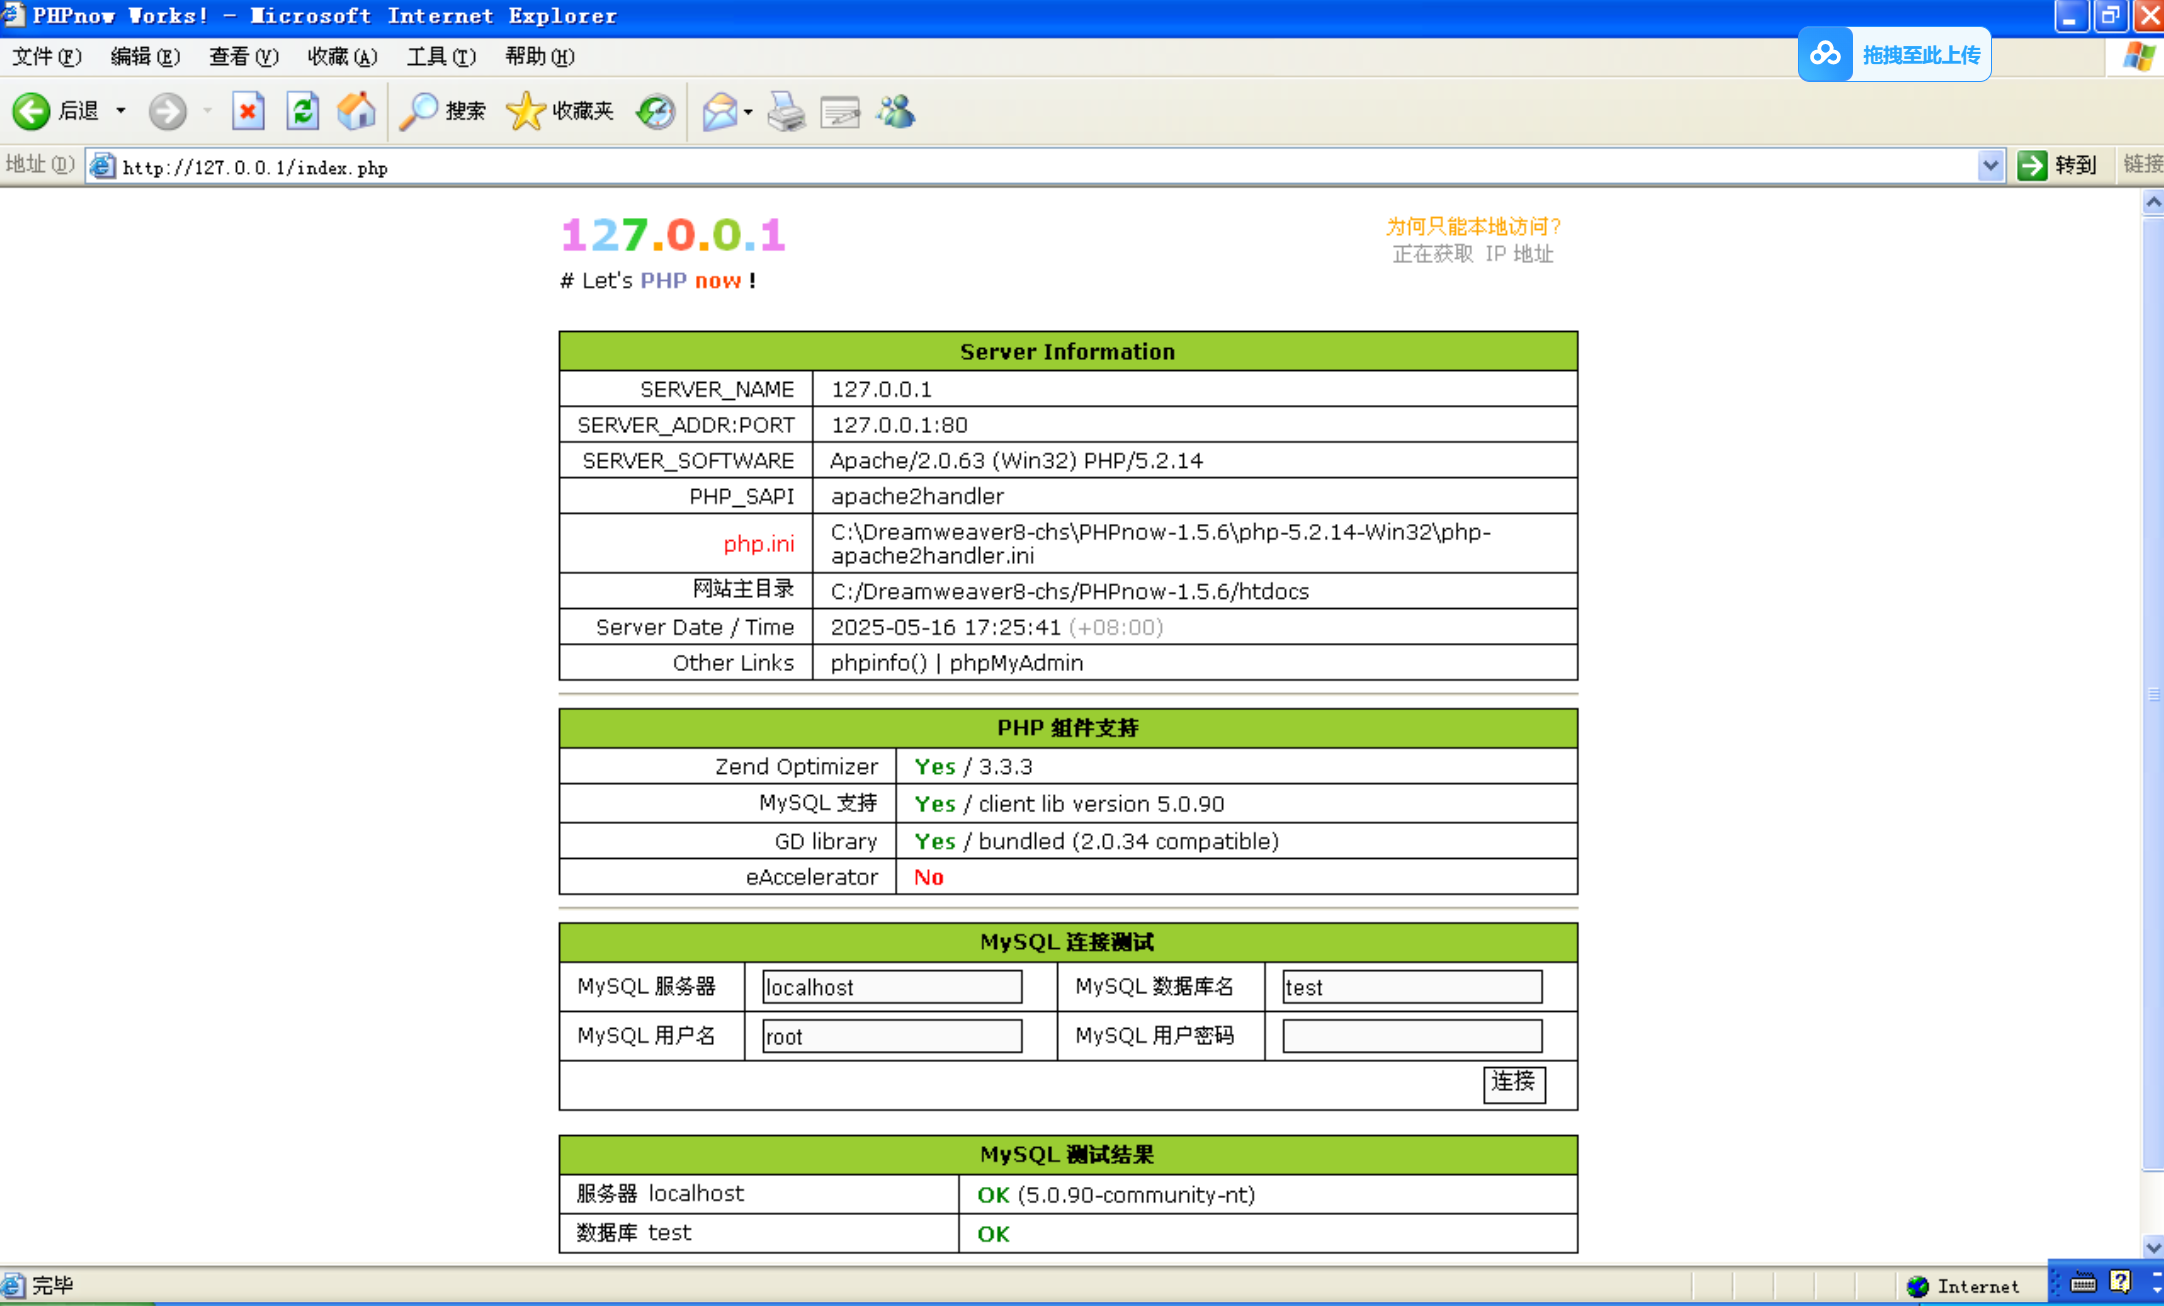 PHPnow Works! - Microsoft Internet Explorer
文件(F) 编辑(E) 查看(V) 收藏(A) 工具(T) 帮助(H)
拖拽至此上传
后退 搜索 收藏夹
地址(D) http://127.0.0.1/index.php 转到 链接
127.0.0.1
为何只能本地访问?
正在获取 IP 地址
# Let's PHP now !
Server Information
SERVER_NAME 127.0.0.1
SERVER_ADDR:PORT 127.0.0.1:80
SERVER_SOFTWARE Apache/2.0.63 (Win32) PHP/5.2.14
PHP_SAPI apache2handler
php.ini C:\Dreamweaver8-chs\PHPnow-1.5.6\php-5.2.14-Win32\php-
apache2handler.ini
网站主目录 C:/Dreamweaver8-chs/PHPnow-1.5.6/htdocs
Server Date / Time 2025-05-16 17:25:41 (+08:00)
Other Links phpinfo() | phpMyAdmin
PHP 组件支持
Zend Optimizer Yes / 3.3.3
MySQL 支持 Yes / client lib version 5.0.90
GD library Yes / bundled (2.0.34 compatible)
eAccelerator No
MySQL 连接测试
MySQL 服务器 localhost MySQL 数据库名 test
MySQL 用户名 root MySQL 用户密码
连接
MySQL 测试结果
服务器 localhost OK (5.0.90-community-nt)
数据库 test OK
完毕 Internet